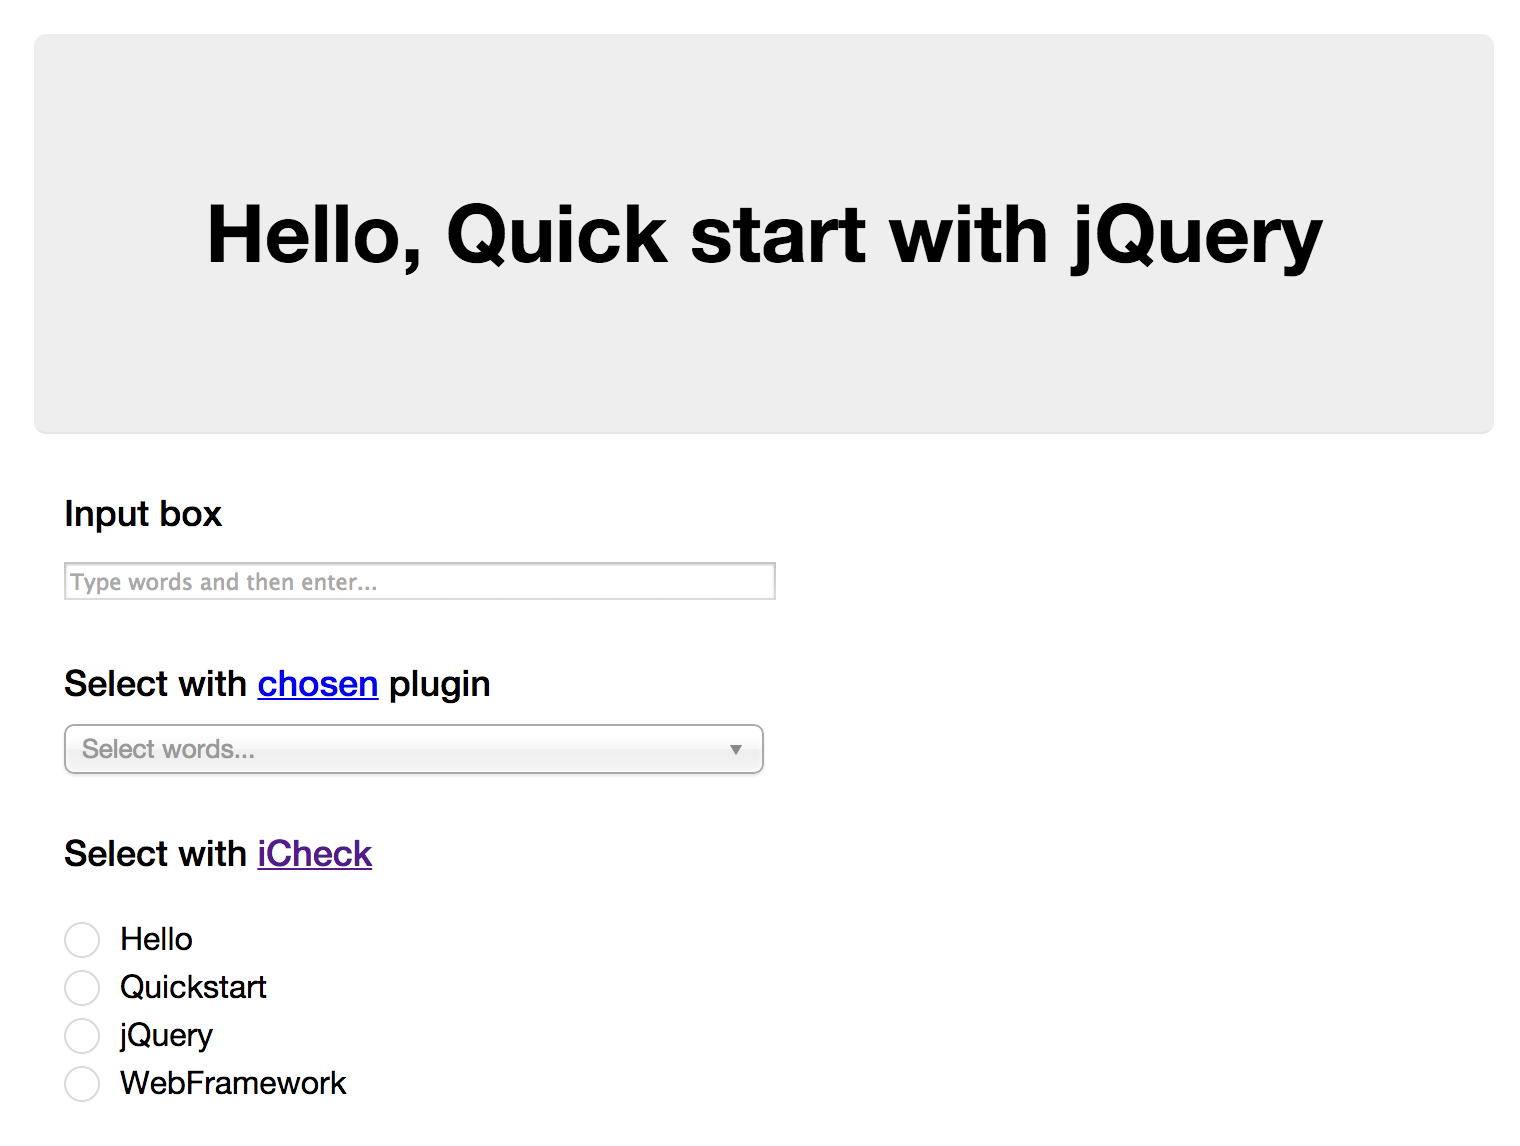 Hello, Quick start with jQuery
Input box
Type words and then enter...
Select with chosen plugin
Select words...
Select with iCheck
Hello
Quickstart
jQuery
WebFramework